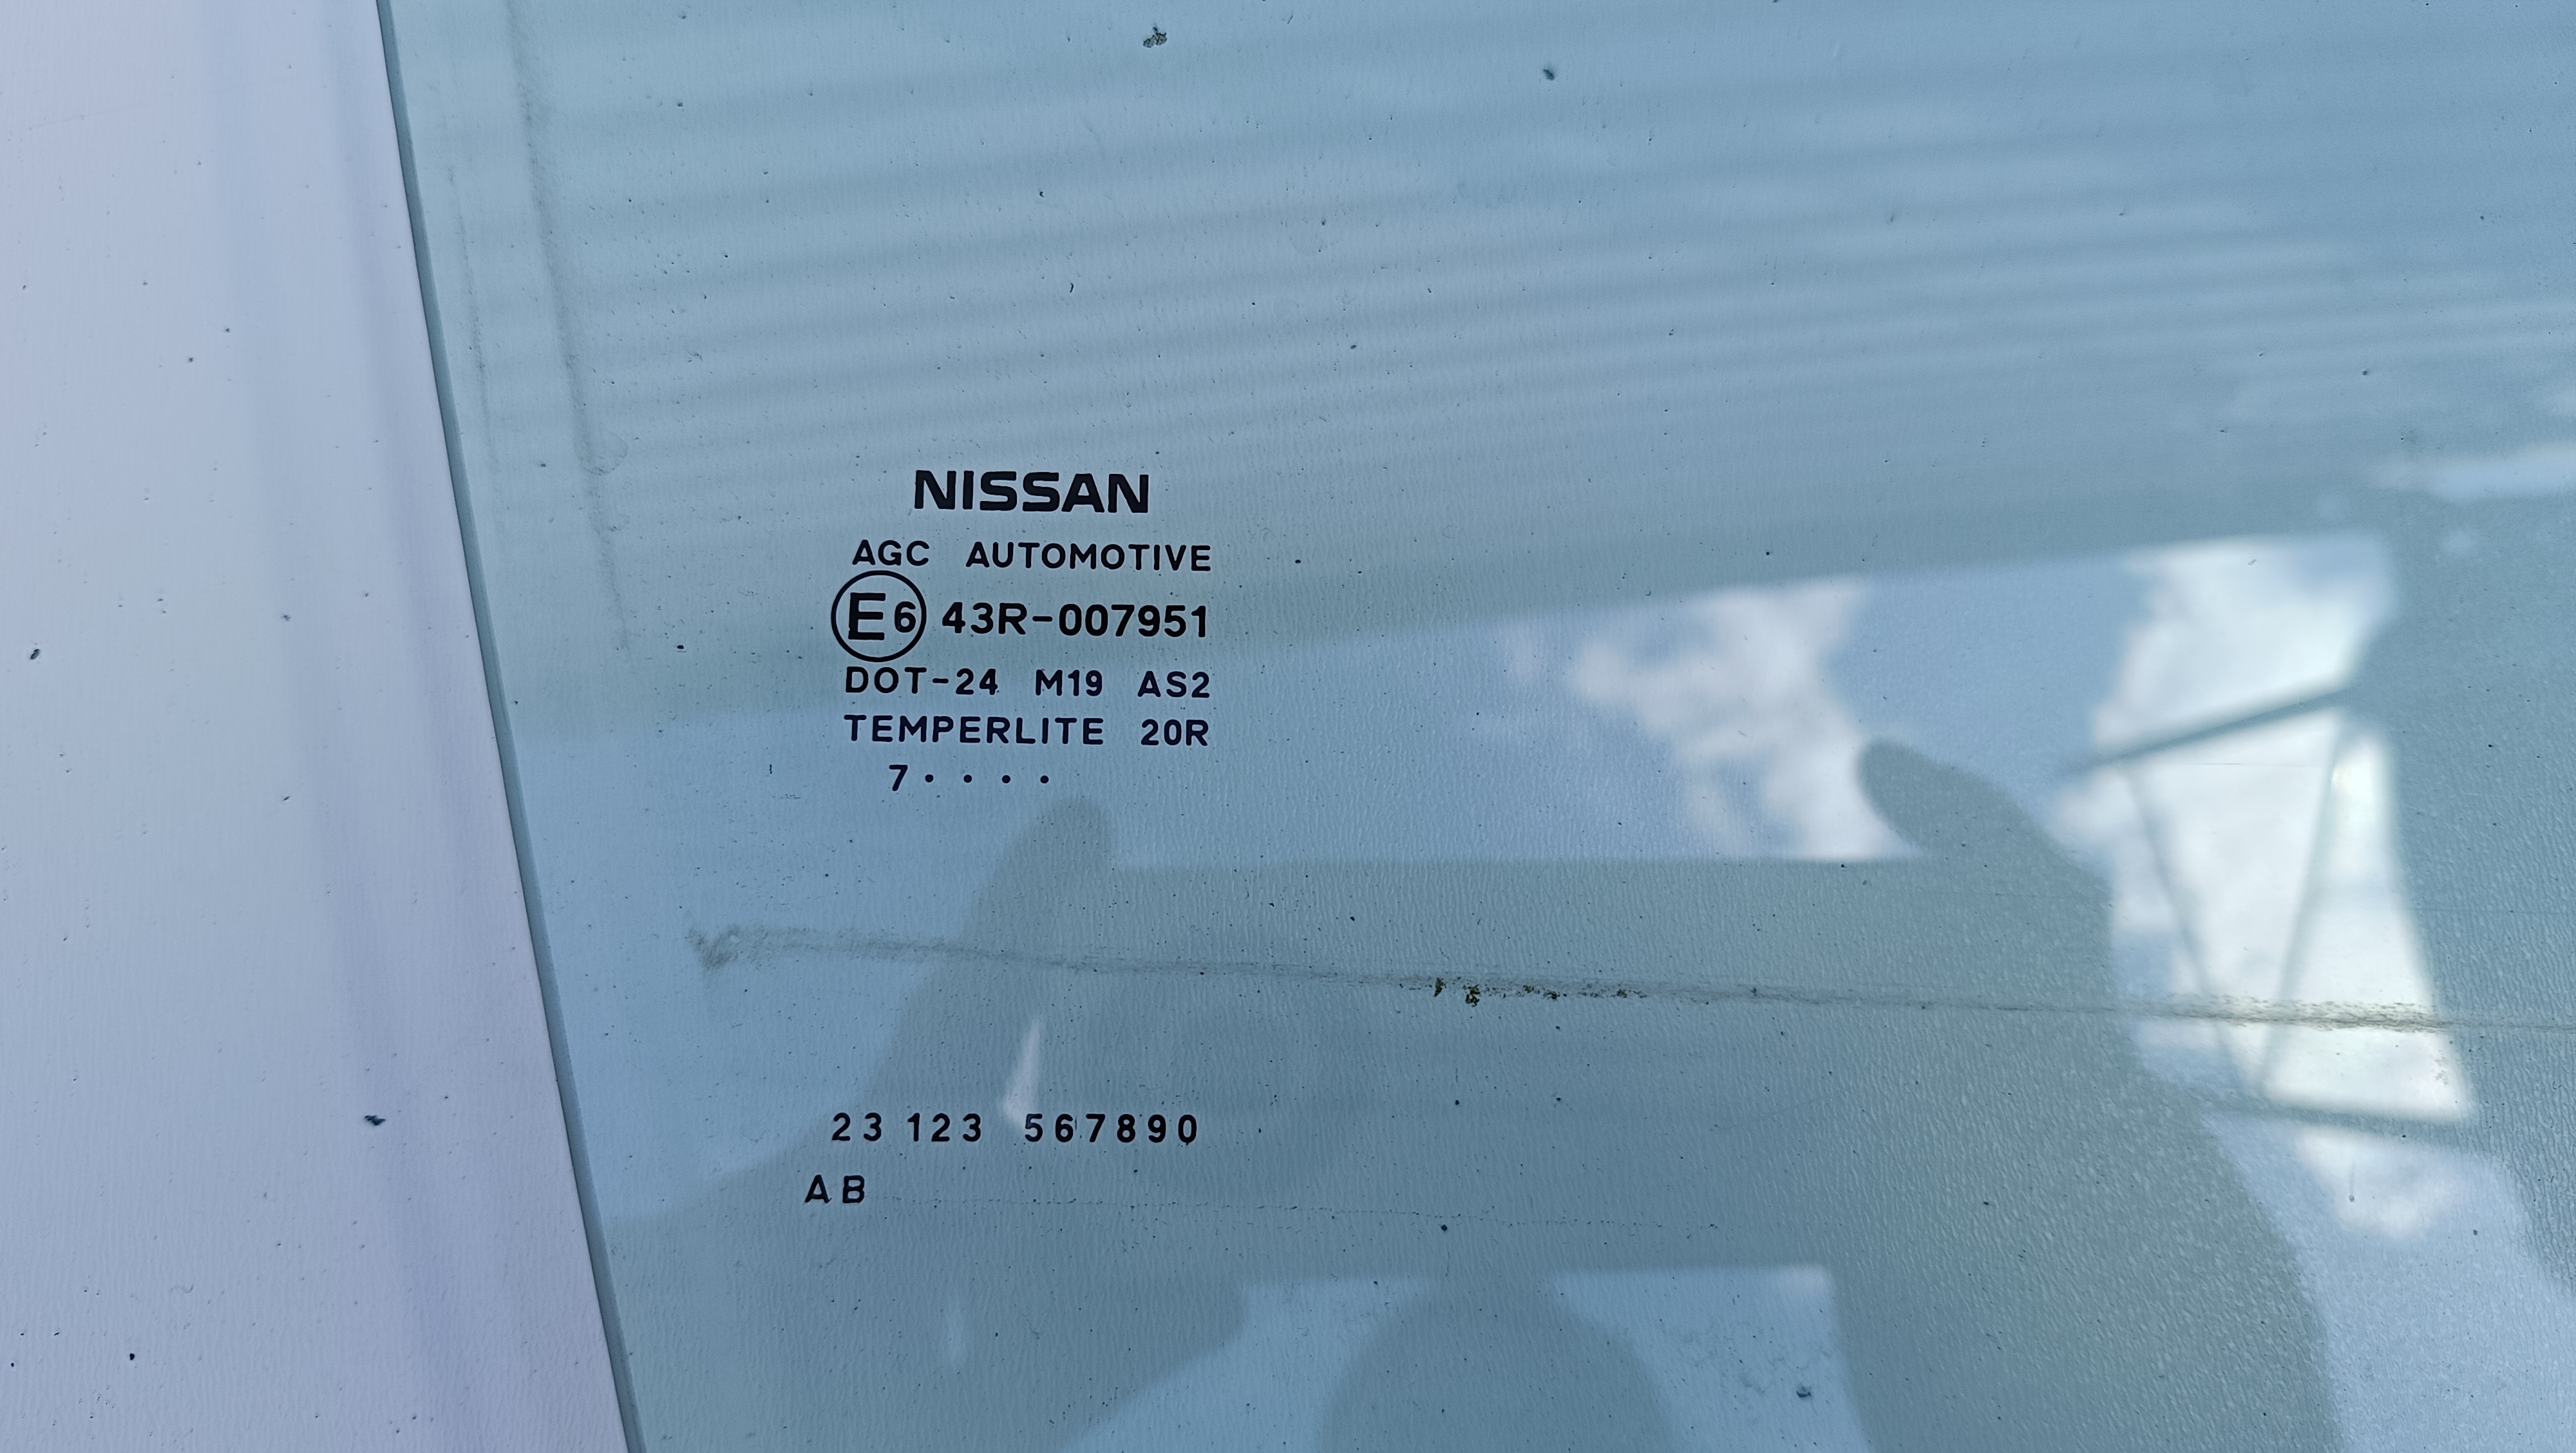 NISSAN
AGC AUTOMOTIVE
E6 43R-007951
DOT-24 M19 AS2
TEMPERLITE 20R
7 · · · ·
23 123 567890
AB